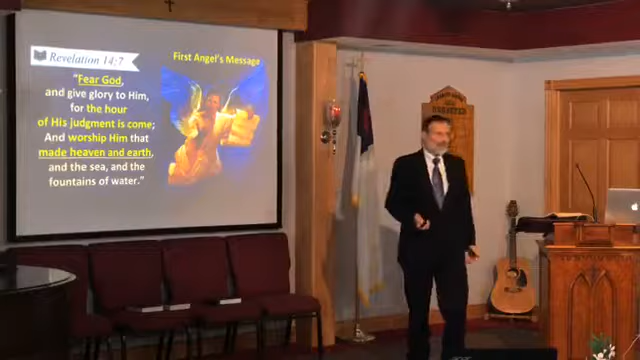 Revelation 14:7
First Angel's Message
"Fear God,
and give glory to Him,
for the hour
of His judgment is come;
And worship Him that
made heaven and earth,
and the sea, and the
fountains of water."
REGISTER